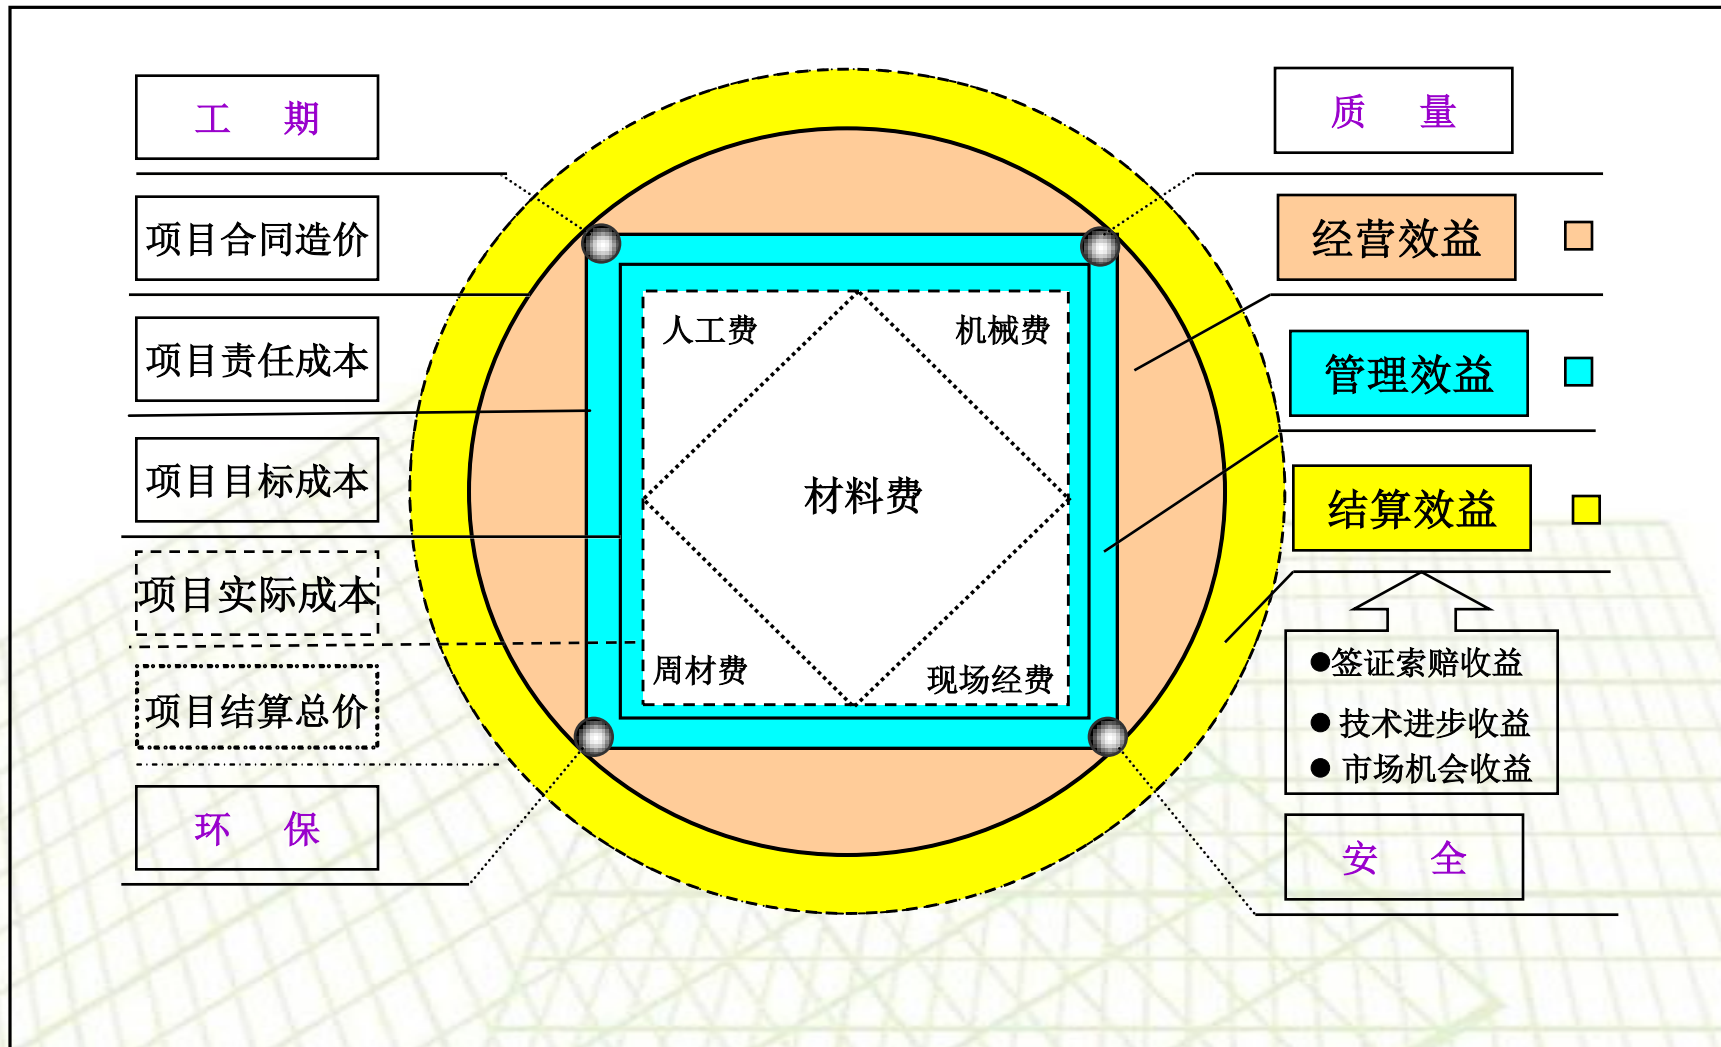 工 期
项目合同造价
项目责任成本
项目目标成本
项目实际成本
项目结算总价
环 保
人工费
机械费
材料费
周材费
现场经费
质 量
经营效益
管理效益
结算效益
●签证索赔收益
● 技术进步收益
● 市场机会收益
安 全